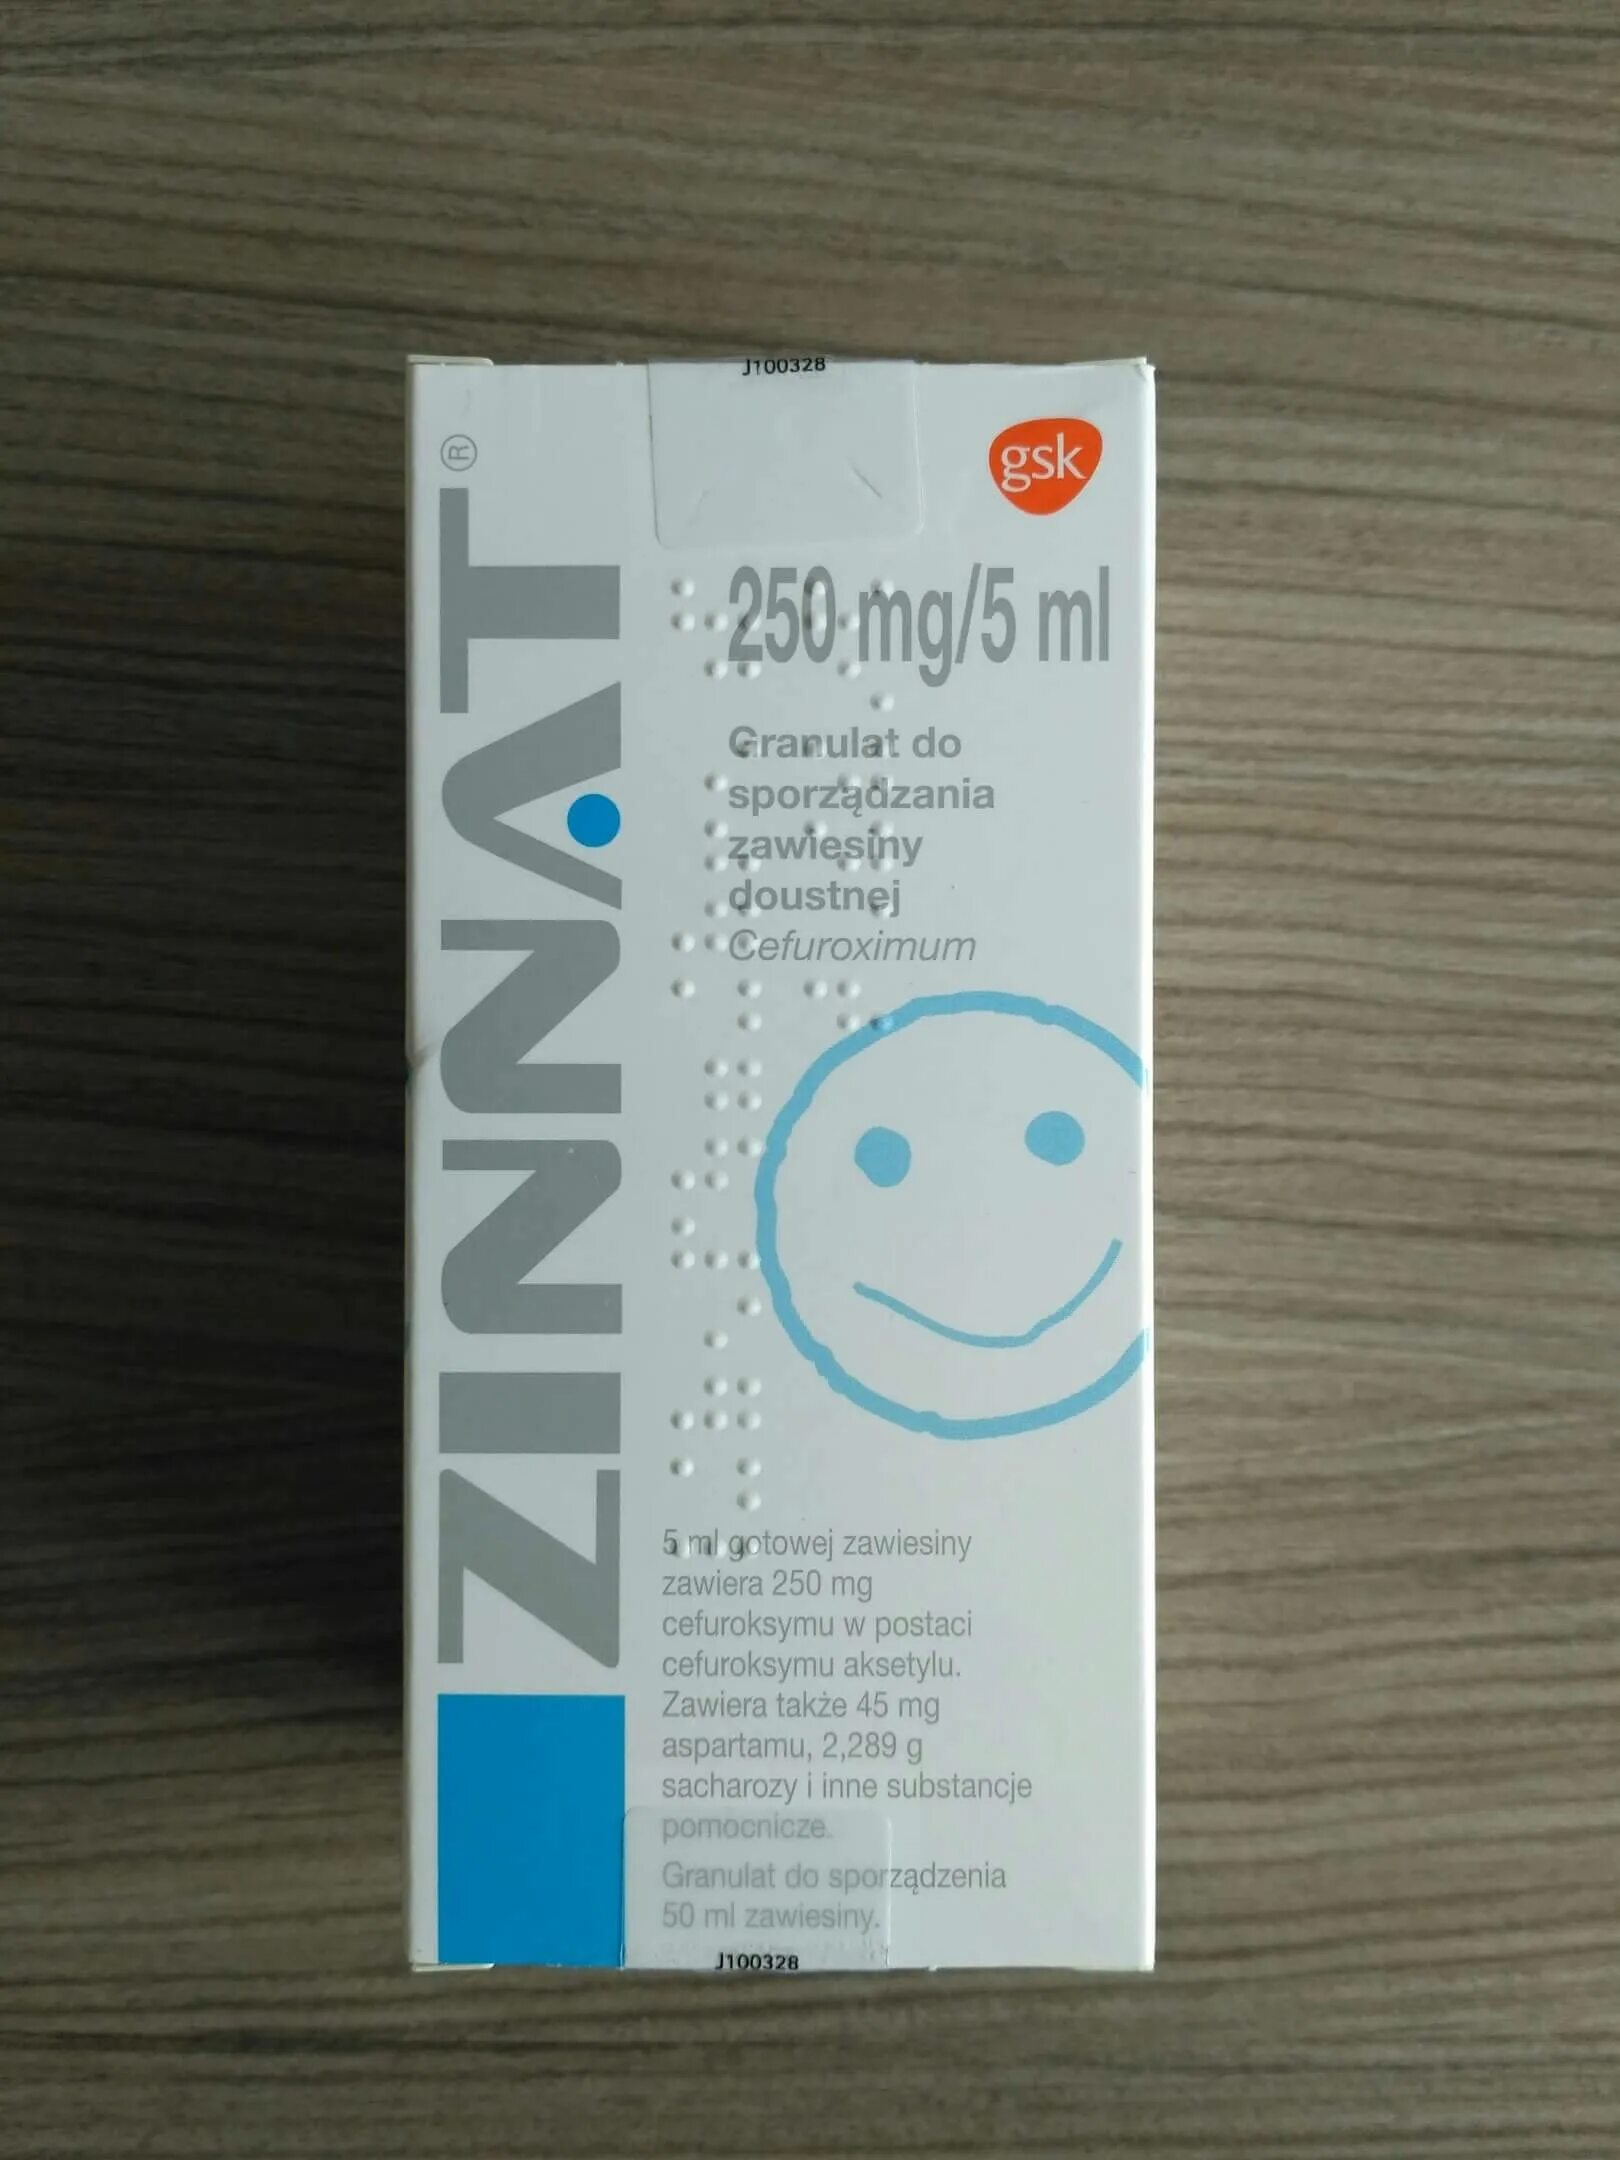 J100328
gsk
ZINNAT®
250 mg/5 ml
Granulat do
sporządzania
zawiesiny
doustnej
Cefuroximum
5 ml gotowej zawiesiny
zawiera 250 mg
cefuroksymu w postaci
cefuroksymu aksetylu.
Zawiera także 45 mg
aspartamu, 2,289 g
sacharozy i inne substancje
pomocnicze.
Granulat do sporządzenia
50 ml zawiesiny.
J100328